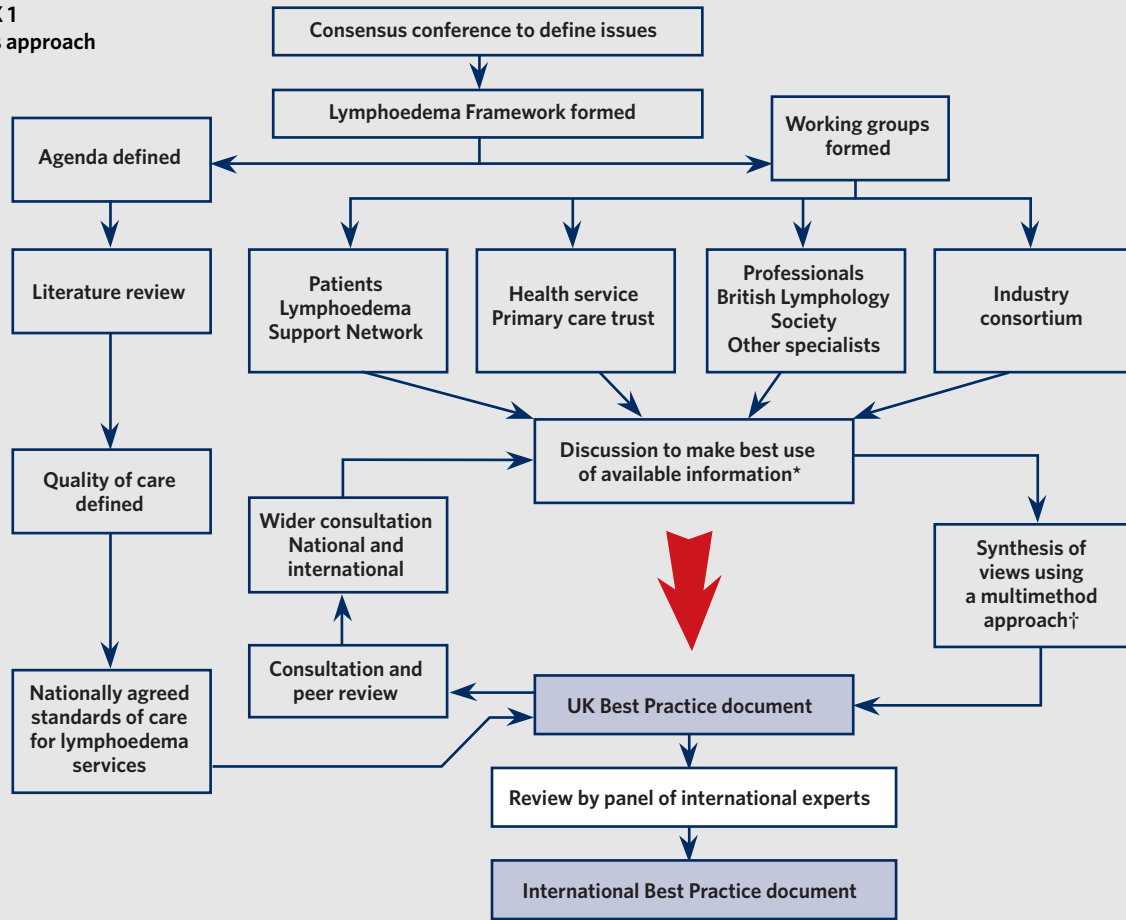 1
approach
Consensus conference to define issues
Lymphoedema Framework formed
Agenda defined
Working groups
formed
Literature review
Patients
Lymphoedema
Support Network
Health service
Primary care trust
Professionals
British Lymphology
Society
Other specialists
Industry
consortium
Discussion to make best use
of available information*
Quality of care
defined
Wider consultation
National and
international
Synthesis of
views using
a multimethod
approach†
Consultation and
peer review
Nationally agreed
standards of care
for lymphoedema
services
UK Best Practice document
Review by panel of international experts
International Best Practice document